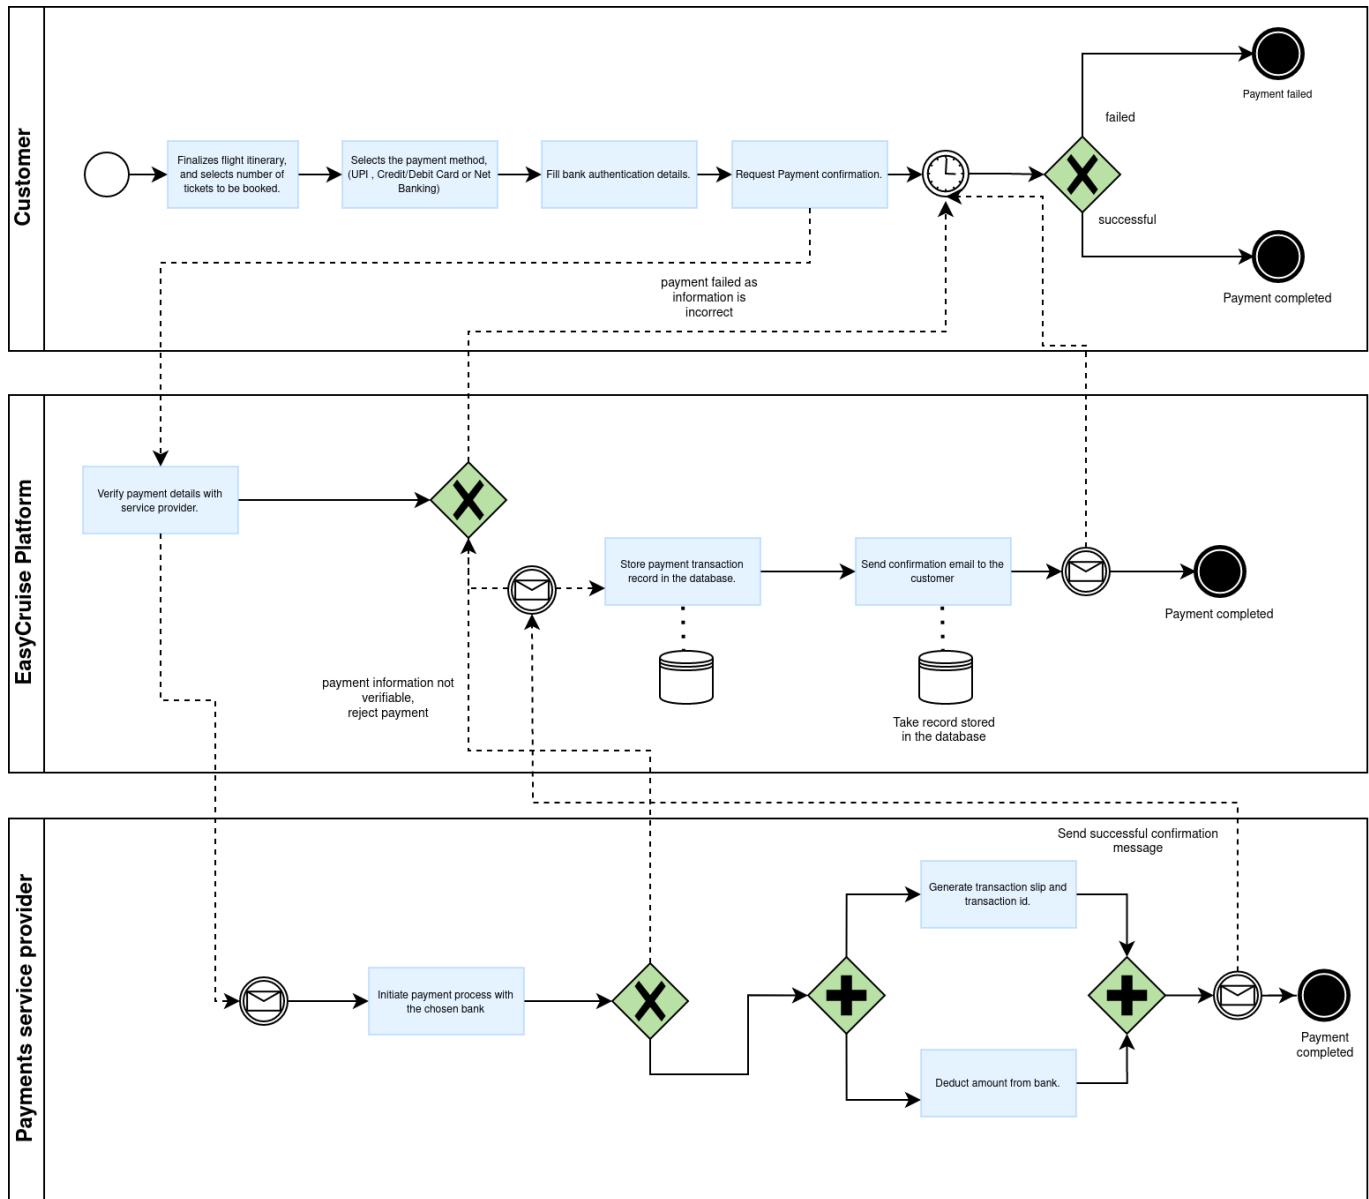 Customer
Finalizes flight itinerary,
and selects number of
tickets to be booked.
Selects the payment method,
(UPI , Credit/Debit Card or Net
Banking)
Fill bank authentication details.
Request Payment confirmation.
failed
successful
Payment failed
Payment completed
payment failed as
information is
incorrect
EasyCruise Platform
Verify payment details with
service provider.
Store payment transaction
record in the database.
Send confirmation email to the
customer
Payment completed
payment information not
verifiable,
reject payment
Take record stored
in the database
Payments service provider
Send successful confirmation
message
Generate transaction slip and
transaction id.
Initiate payment process with
the chosen bank
Deduct amount from bank.
Payment
completed